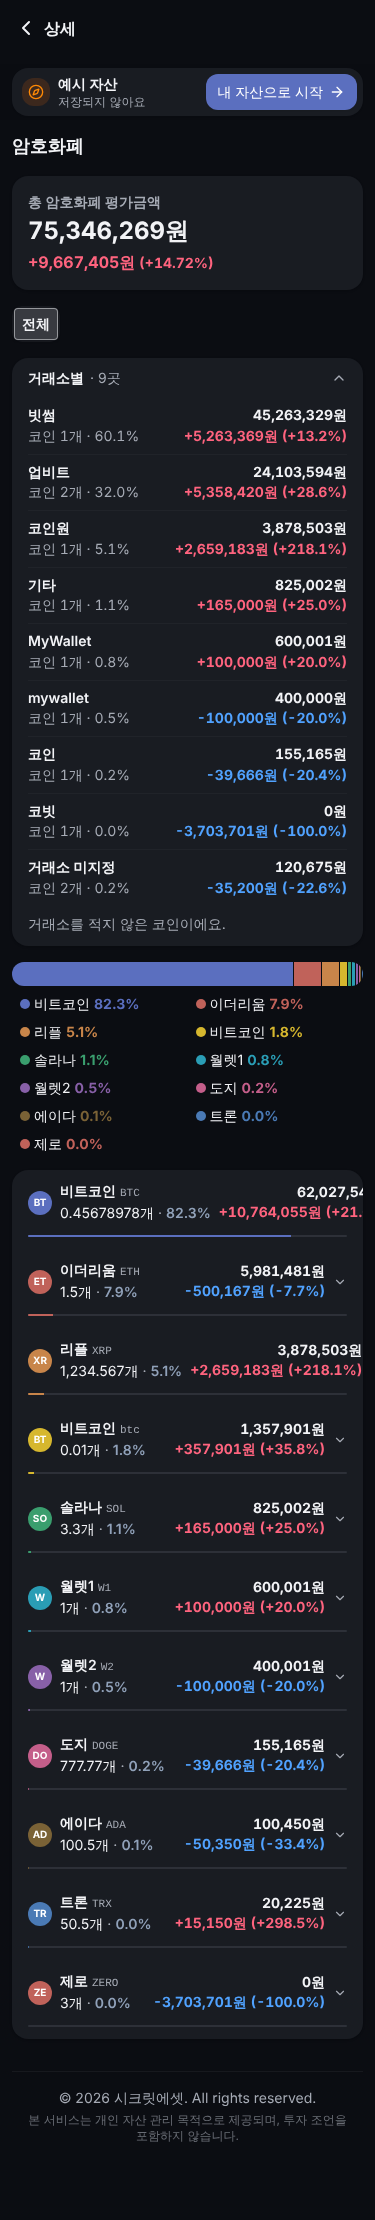 상세
예시 자산
저장되지 않아요
내 자산으로 시작
암호화폐
총 암호화폐 평가금액
75,346,269원
+9,667,405원 (+14.72%)
전체
거래소별 · 9곳
빗썸 45,263,329원
코인 1개 · 60.1% +5,263,369원 (+13.2%)
업비트 24,103,594원
코인 2개 · 32.0% +5,358,420원 (+28.6%)
코인원 3,878,503원
코인 1개 · 5.1% +2,659,183원 (+218.1%)
기타 825,002원
코인 1개 · 1.1% +165,000원 (+25.0%)
MyWallet 600,001원
코인 1개 · 0.8% +100,000원 (+20.0%)
mywallet 400,000원
코인 1개 · 0.5% -100,000원 (-20.0%)
코인 155,165원
코인 1개 · 0.2% -39,666원 (-20.4%)
코빗 0원
코인 1개 · 0.0% -3,703,701원 (-100.0%)
거래소 미지정 120,675원
코인 2개 · 0.2% -35,200원 (-22.6%)
거래소를 적지 않은 코인이에요.
비트코인 82.3% 이더리움 7.9%
리플 5.1% 비트코인 1.8%
솔라나 1.1% 월렛1 0.8%
월렛2 0.5% 도지 0.2%
에이다 0.1% 트론 0.0%
제로 0.0%
BT 비트코인 BTC 62,027,54
0.45678978개 · 82.3% +10,764,055원 (+21.
ET 이더리움 ETH 5,981,481원
1.5개 · 7.9% -500,167원 (-7.7%)
XR 리플 XRP 3,878,503원
1,234.567개 · 5.1% +2,659,183원 (+218.1%)
BT 비트코인 btc 1,357,901원
0.01개 · 1.8% +357,901원 (+35.8%)
SO 솔라나 SOL 825,002원
3.3개 · 1.1% +165,000원 (+25.0%)
W 월렛1 W1 600,001원
1개 · 0.8% +100,000원 (+20.0%)
W 월렛2 W2 400,001원
1개 · 0.5% -100,000원 (-20.0%)
DO 도지 DOGE 155,165원
777.77개 · 0.2% -39,666원 (-20.4%)
AD 에이다 ADA 100,450원
100.5개 · 0.1% -50,350원 (-33.4%)
TR 트론 TRX 20,225원
50.5개 · 0.0% +15,150원 (+298.5%)
ZE 제로 ZERO 0원
3개 · 0.0% -3,703,701원 (-100.0%)
© 2026 시크릿에셋. All rights reserved.
본 서비스는 개인 자산 관리 목적으로 제공되며, 투자 조언을
포함하지 않습니다.